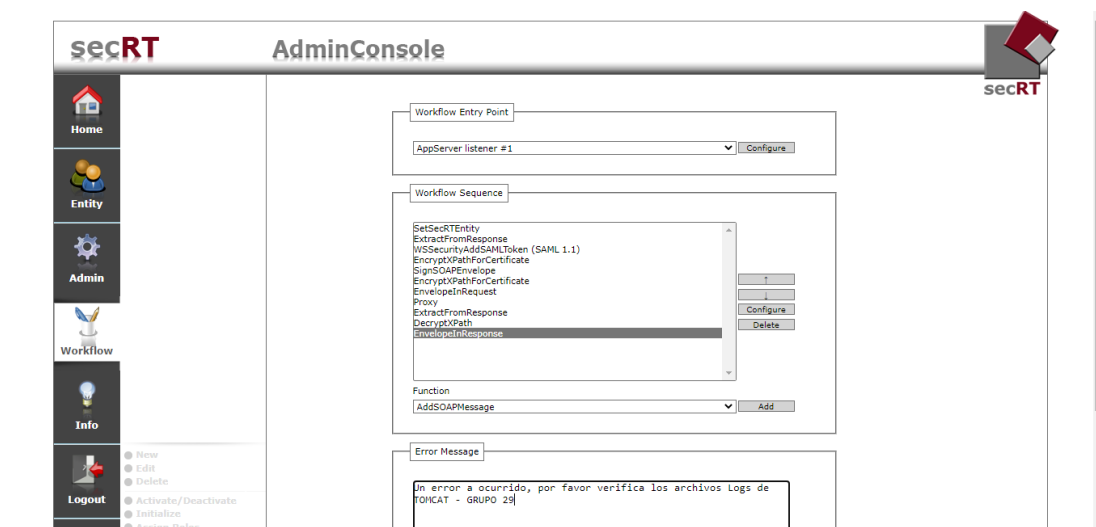 secRT
AdminConsole
secRT
Home
Entity
Admin
Workflow
Info
Logout
New
Edit
Delete
Activate/Deactivate
Initialize
Assign Roles
Workflow Entry Point
AppServer listener #1
Configure
Workflow Sequence
SetSecRTEntity
ExtractFromResponse
WSSecurityAddSAMLToken (SAML 1.1)
EncryptXPathForCertificate
SignSOAPEnvelope
EncryptXPathForCertificate
EnvelopeInRequest
Proxy
ExtractFromResponse
DecryptXPath
EnvelopeInResponse
↑
↓
Configure
Delete
Function
AddSOAPMessage
Add
Error Message
Un error a ocurrido, por favor verifica los archivos Logs de
TOMCAT - GRUPO 29